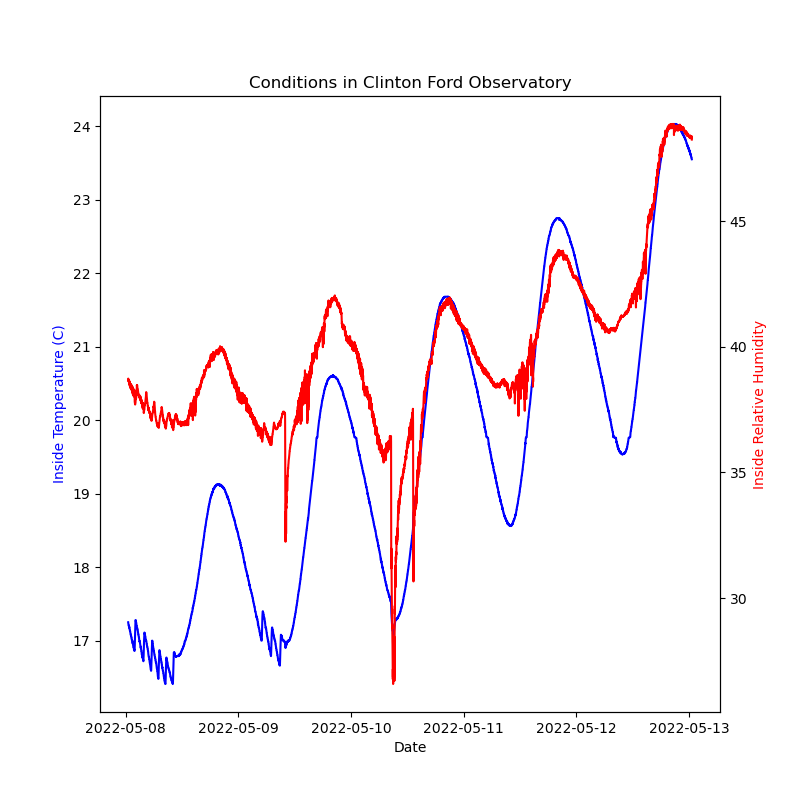 Conditions in Clinton Ford Observatory
24
23
22
21
20
19
18
17
Inside Temperature (C)
45
40
35
30
Inside Relative Humidity
2022-05-08 2022-05-09 2022-05-10 2022-05-11 2022-05-12 2022-05-13
Date